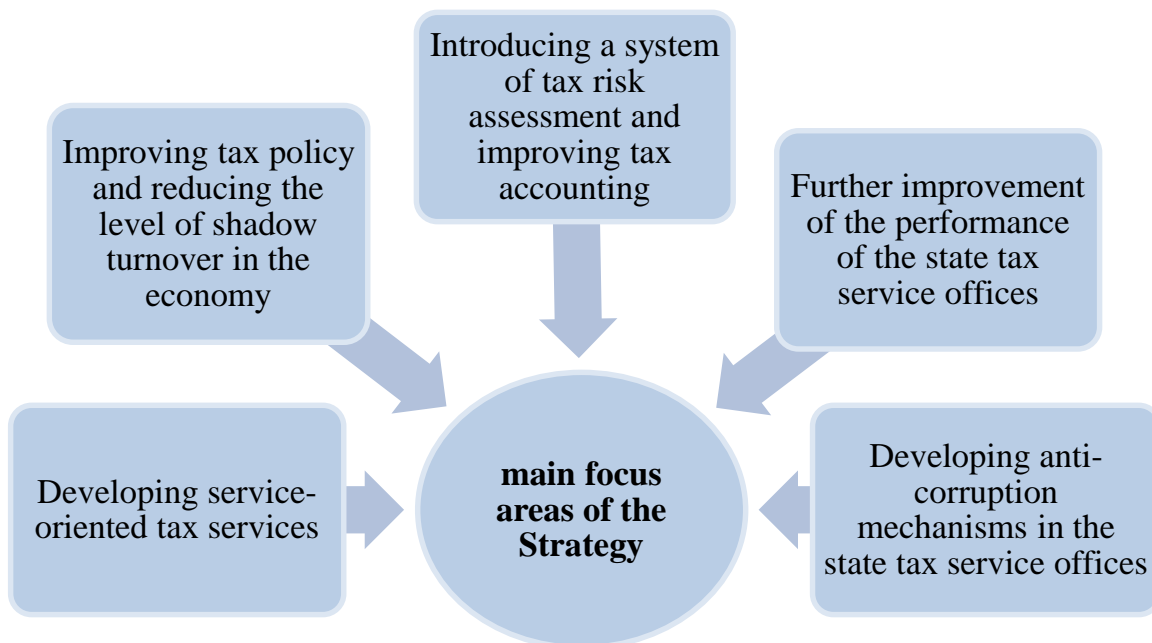 Introducing a system
of tax risk
assessment and
improving tax
accounting
Improving tax policy
and reducing the
level of shadow
turnover in the
economy
Further improvement
of the performance
of the state tax
service offices
Developing service-
oriented tax services
main focus
areas of the
Strategy
Developing anti-
corruption
mechanisms in the
state tax service offices